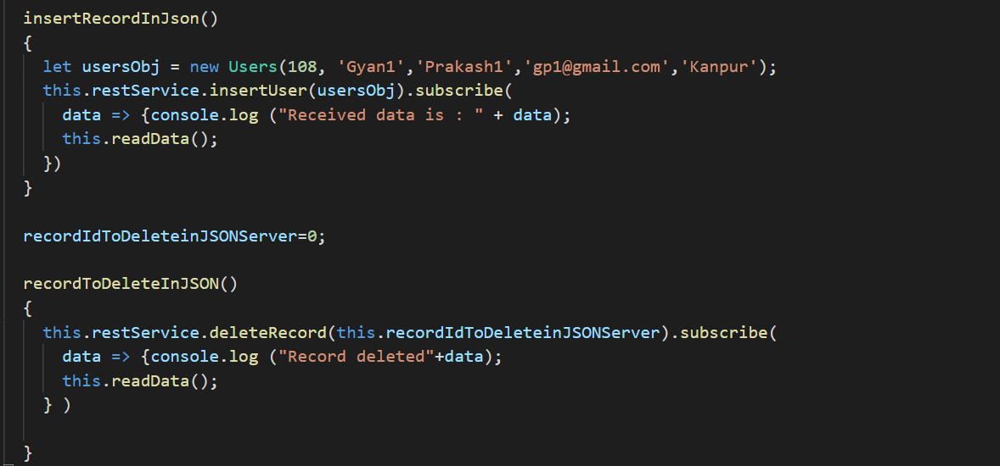 insertRecordInJson()
{
let usersObj = new Users(108, 'Gyan1','Prakash1','gp1@gmail.com','Kanpur');
this.restService.insertUser(usersObj).subscribe(
data => {console.log ("Received data is : " + data);
this.readData();
})
}
recordIdToDeleteinJSONServer=0;
recordToDeleteInJSON()
{
this.restService.deleteRecord(this.recordIdToDeleteinJSONServer).subscribe(
data => {console.log ("Record deleted"+data);
this.readData();
} )
}